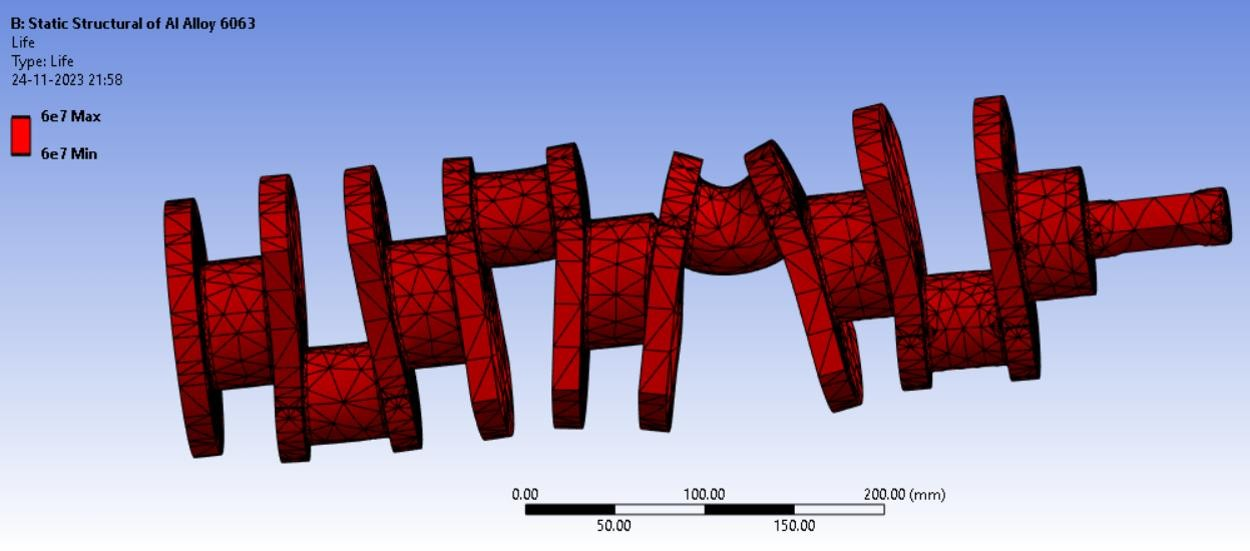 B: Static Structural of Al Alloy 6063
Life
Type: Life
24-11-2023 21:58
6e7 Max
6e7 Min
0.00 100.00 200.00 (mm)
50.00 150.00